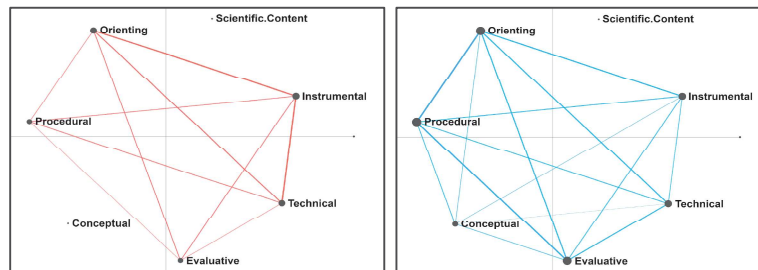 Scientific.Content
Orienting
Instrumental
Procedural
Technical
Conceptual
Evaluative
Scientific.Content
Orienting
Instrumental
Procedural
Technical
Conceptual
Evaluative